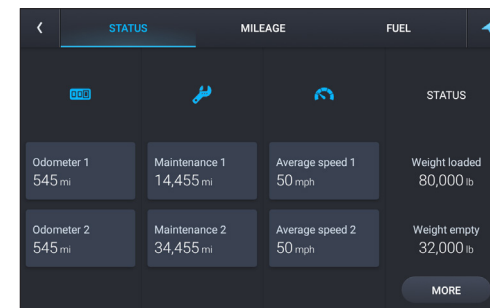 STATUS MILEAGE FUEL
STATUS
Odometer 1 Maintenance 1 Average speed 1 Weight loaded
545 mi 14,455 mi 50 mph 80,000 lb
Odometer 2 Maintenance 2 Average speed 2 Weight empty
545 mi 34,455 mi 50 mph 32,000 lb
MORE